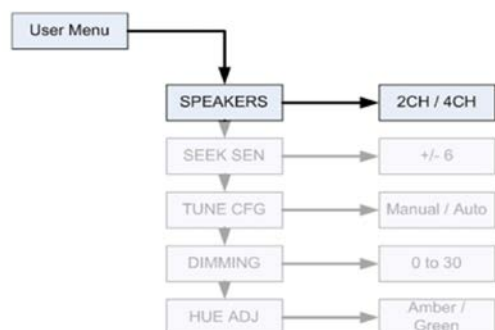 User Menu
SPEAKERS
2CH / 4CH
SEEK SEN
+/- 6
TUNE CFG
Manual / Auto
DIMMING
0 to 30
HUE ADJ
Amber /
Green